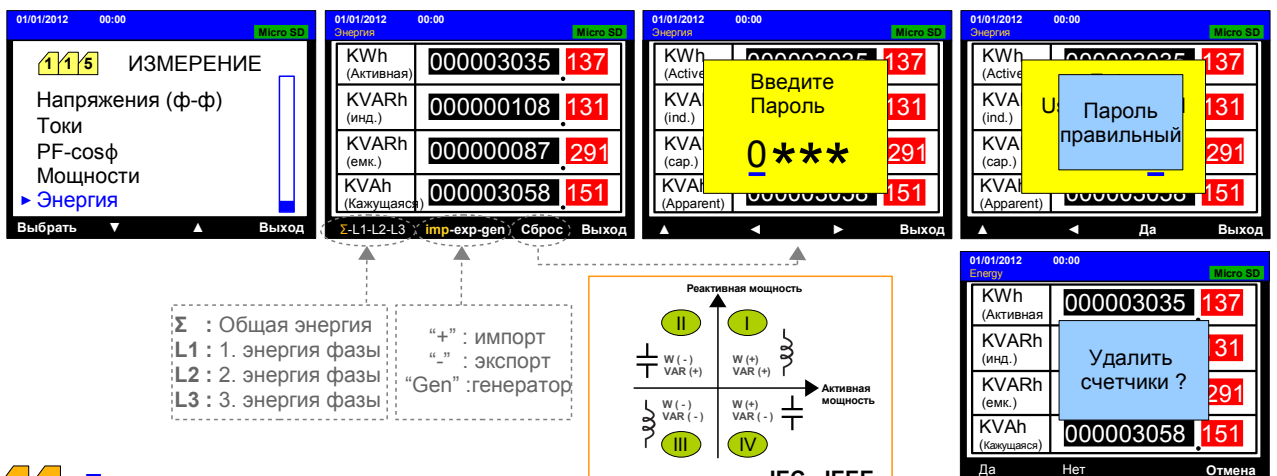 01/01/2012 00:00
Micro SD
1 1 5 ИЗМЕРЕНИЕ
Напряжения (ф-ф)
Токи
PF-cosϕ
Мощности
Энергия
Выбрать ▼ ▲ Выход
01/01/2012 00:00
Энергия
Micro SD
KWh
(Активная)
000003035.137
KVARh
(инд.)
000000108.131
KVARh
(емк.)
000000087.291
KVAh
(Кажущаяся)
000003058.151
Σ-L1-L2-L3 imp-exp-gen Сброс Выход
01/01/2012 00:00
Энергия
Micro SD
KWh
(Active
137
(ind.)
131
(cap.)
291
(Apparent)
151
Введите
Пароль
0***
▲ ◄ ► Выход
01/01/2012 00:00
Энергия
Micro SD
KWh
(Active
137
(ind.)
131
(cap.)
291
(Apparent)
151
Пароль
правильный
▲ ◄ Да Выход
Σ : Общая энергия
L1 : 1. энергия фазы
L2 : 2. энергия фазы
L3 : 3. энергия фазы
“+” : импорт
“-” : экспорт
“Gen” :генератор
Реактивная мощность
II I
W ( - )
VAR (+)
W (+)
VAR (+)
Активная
мощность
W ( - )
VAR ( - )
W (+)
VAR ( - )
III IV
01/01/2012 00:00
Energy
Micro SD
KWh
(Активная
000003035.137
KVARh
(инд.)
31
KVARh
(емк.)
291
KVAh
(Кажущаяся)
000003058.151
Удалить
счетчики ?
Да Нет Отмена